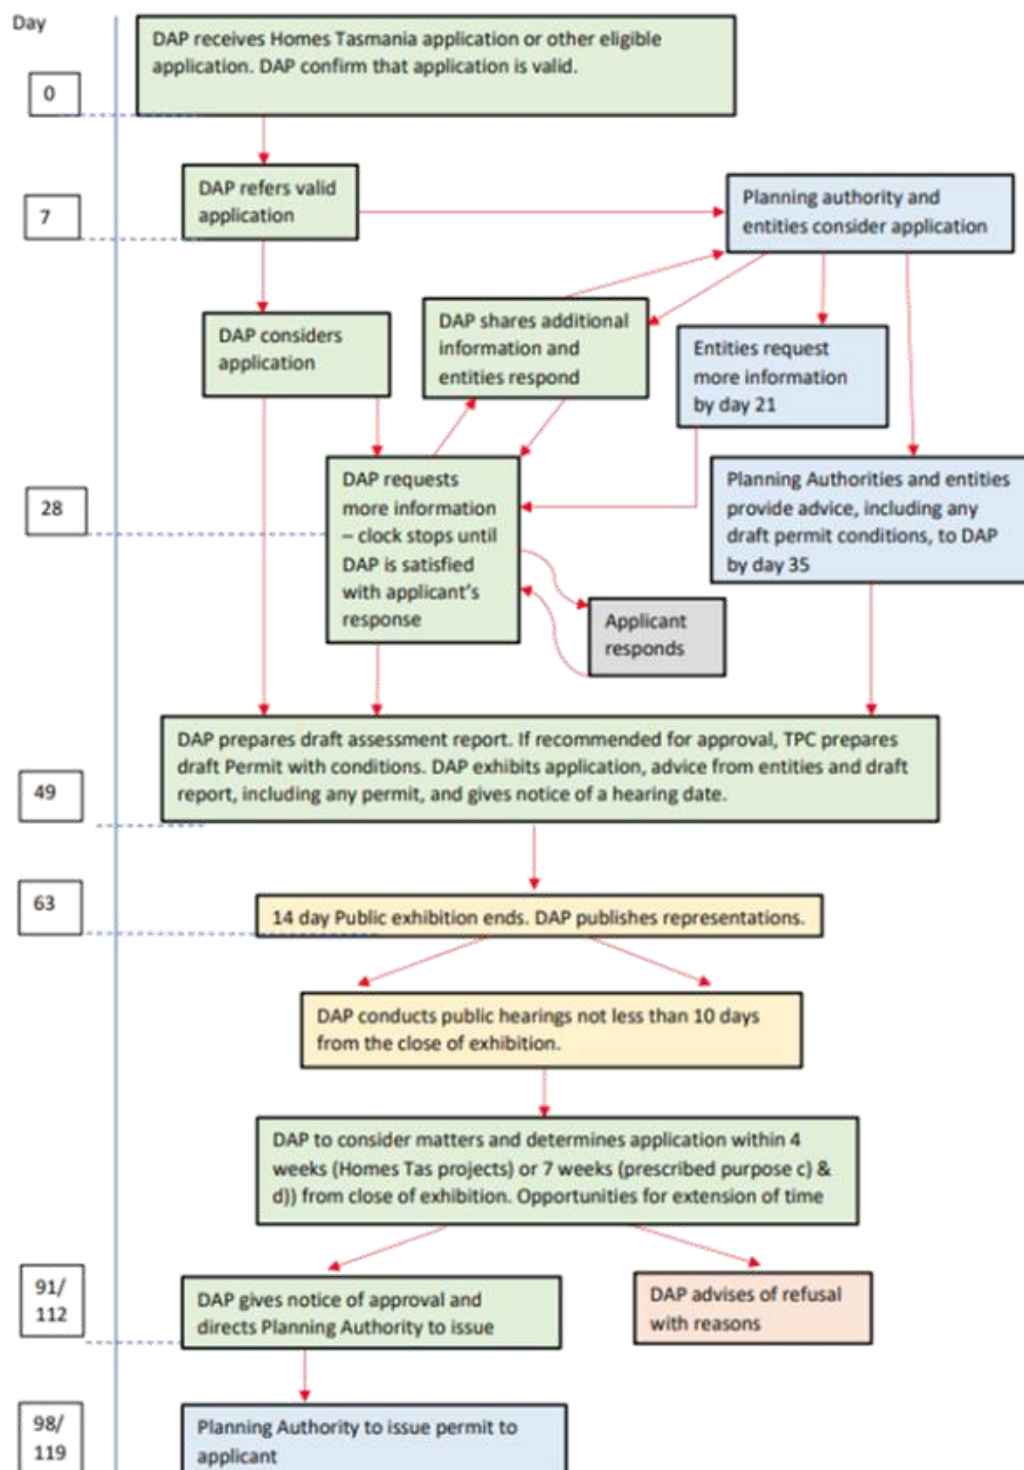 Day
DAP receives Homes Tasmania application or other eligible
application. DAP confirm that application is valid.
0
DAP refers valid
application
7
Planning authority and
entities consider application
DAP considers
application
DAP shares additional
information and
entities respond
Entities request
more information
by day 21
DAP requests
more information
– clock stops until
DAP is satisfied
with applicant's
response
28
Planning Authorities and entities
provide advice, including any
draft permit conditions, to DAP
by day 35
Applicant
responds
DAP prepares draft assessment report. If recommended for approval, TPC prepares
draft Permit with conditions. DAP exhibits application, advice from entities and draft
report, including any permit, and gives notice of a hearing date.
49
63
14 day Public exhibition ends. DAP publishes representations.
DAP conducts public hearings not less than 10 days
from the close of exhibition.
DAP to consider matters and determines application within 4
weeks (Homes Tas projects) or 7 weeks (prescribed purpose c) &
d)) from close of exhibition. Opportunities for extension of time
91/
112
DAP gives notice of approval and
directs Planning Authority to issue
DAP advises of refusal
with reasons
98/
119
Planning Authority to issue permit to
applicant